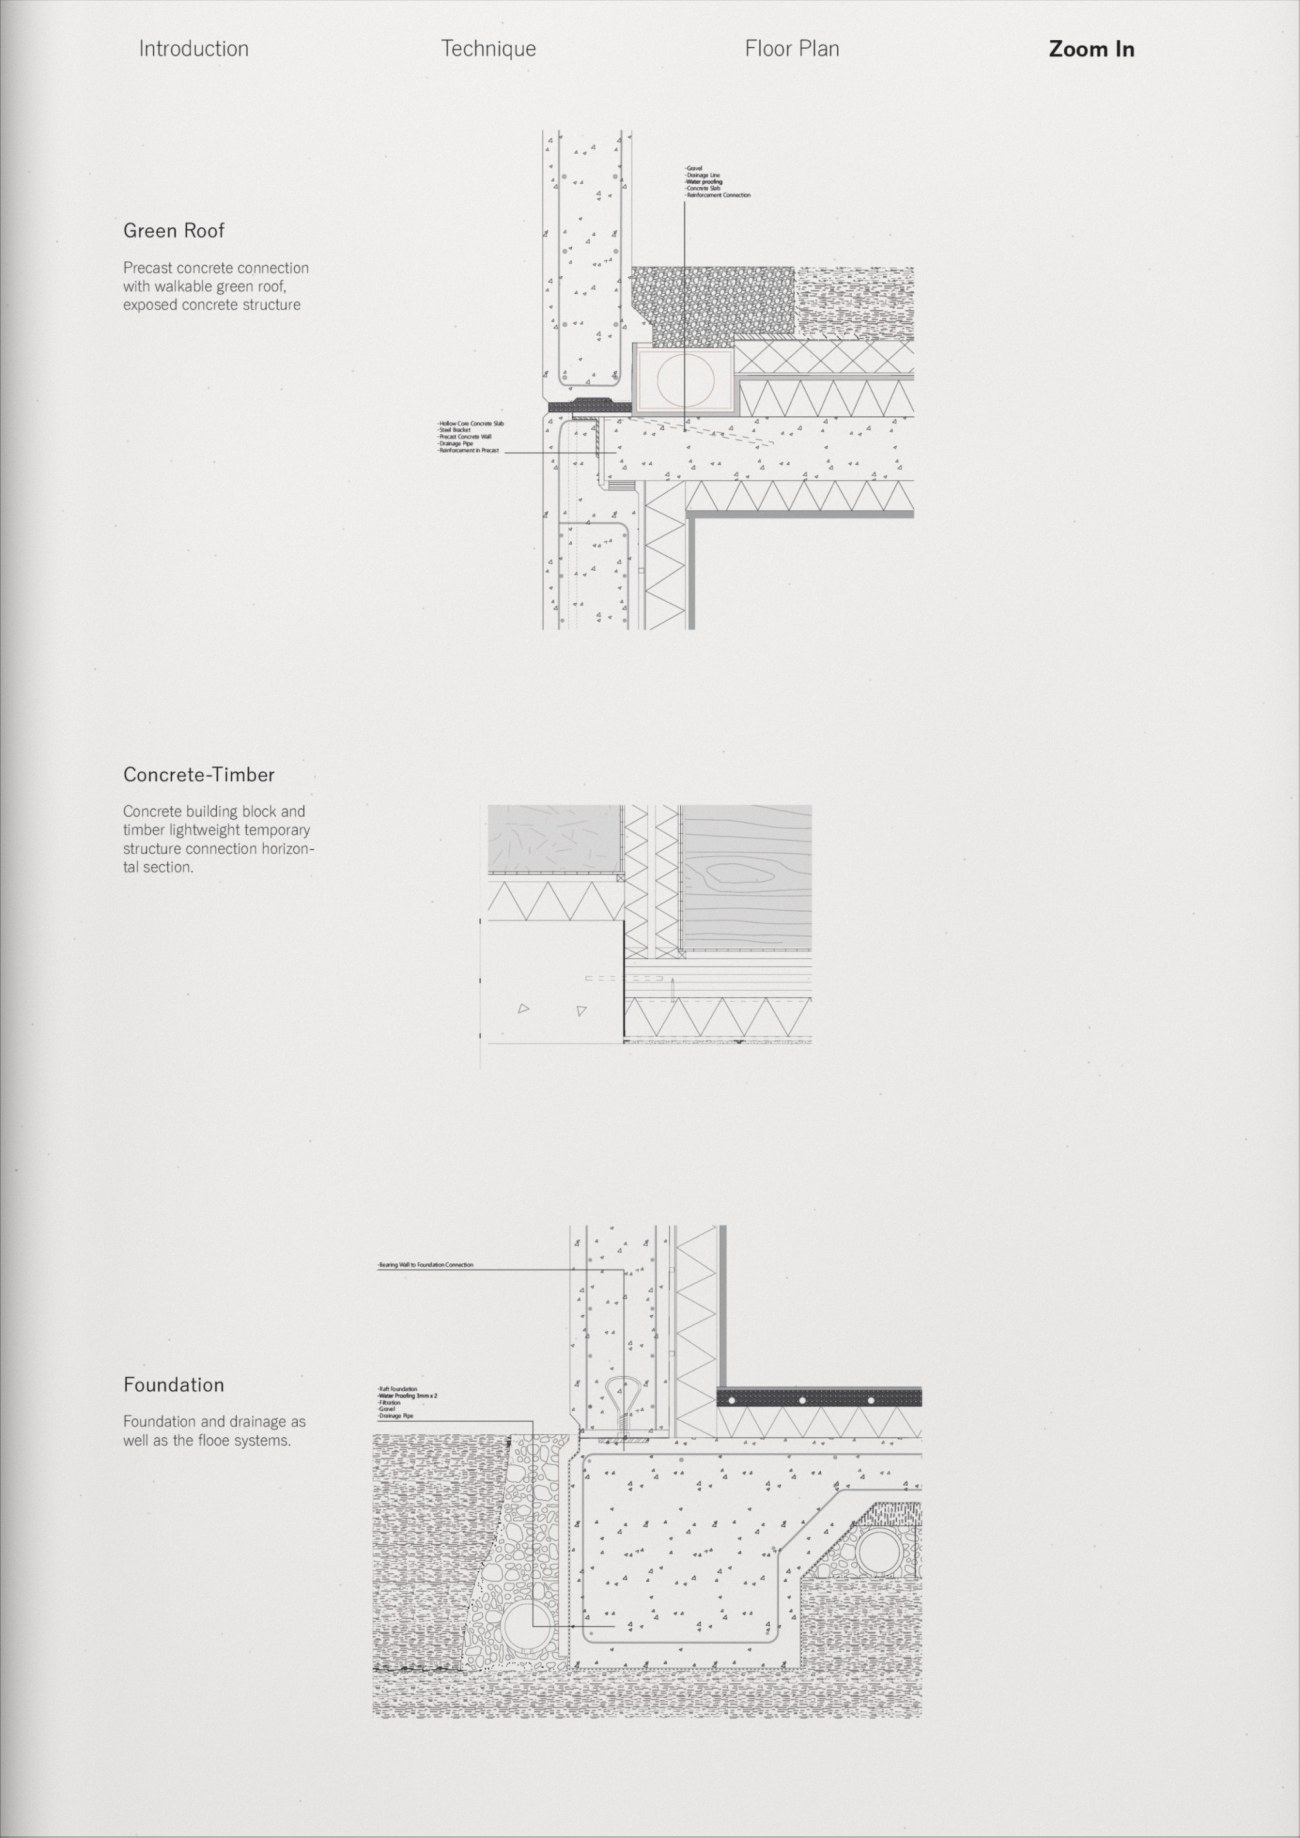 Introduction
Technique
Floor Plan
Zoom In
-Gravel
-Drainage Line
-Water proofing
-Concrete Slab
-Reinforcement Connection
Green Roof
Precast concrete connection
with walkable green roof,
exposed concrete structure
-Hollow Core Concrete Slab
-Steel Bracket
-Precast Concrete Wall
-Drainage Pipe
-Reinforcement in Precast
Concrete-Timber
Concrete building block and
timber lightweight temporary
structure connection horizon-
tal section.
-Bearing Wall to Foundation Connection
Foundation
Foundation and drainage as
well as the flooe systems.
-Raft Foundation
-Water Proofing 3mm x 2
-Filtration
-Gravel
-Drainage Pipe